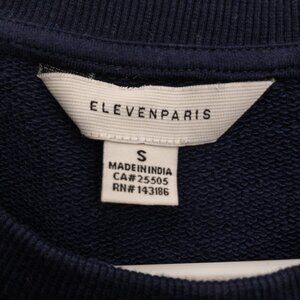 ELEVENPARIS
S
MADE IN INDIA
CA# 25505
RN# 143186